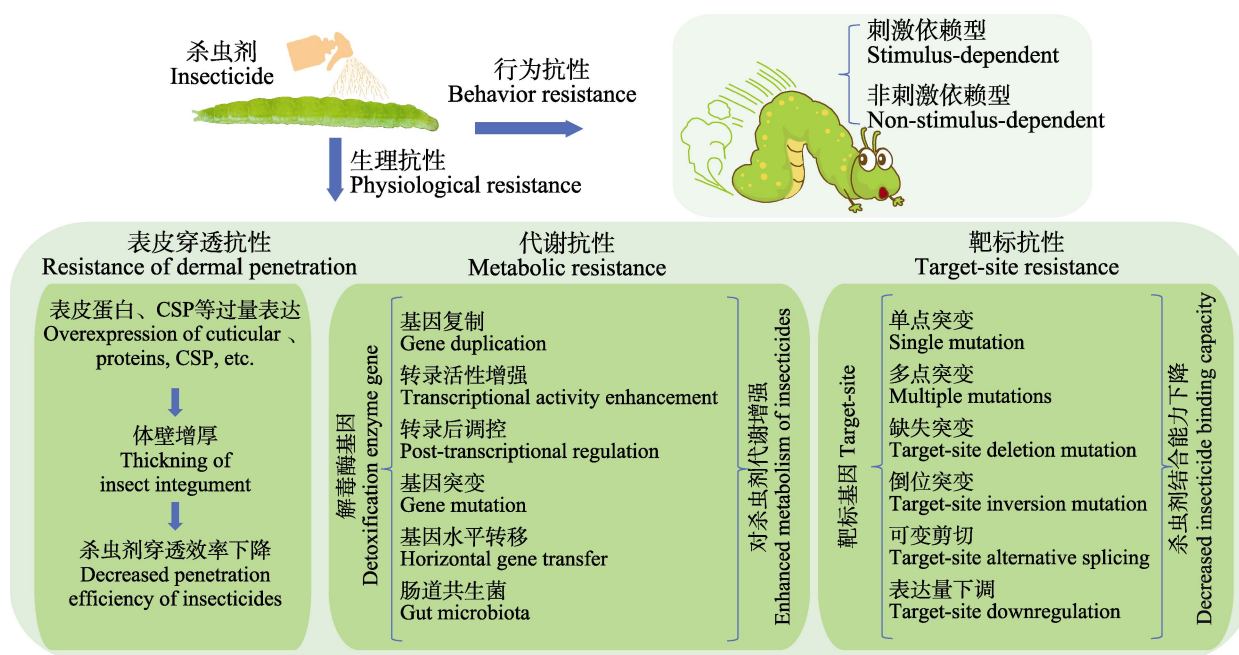 杀虫剂
Insecticide
行为抗性
Behavior resistance
刺激依赖型
Stimulus-dependent
非刺激依赖型
Non-stimulus-dependent
生理抗性
Physiological resistance
表皮穿透抗性
Resistance of dermal penetration
表皮蛋白、CSP等过量表达
Overexpression of cuticular 、
proteins, CSP, etc.
体壁增厚
Thickning of
insect integument
杀虫剂穿透效率下降
Decreased penetration
efficiency of insecticides
代谢抗性
Metabolic resistance
解毒酶基因
Detoxification enzyme gene
基因复制
Gene duplication
转录活性增强
Transcriptional activity enhancement
转录后调控
Post-transcriptional regulation
基因突变
Gene mutation
基因水平转移
Horizontal gene transfer
肠道共生菌
Gut microbiota
对杀虫剂代谢增强
Enhanced metabolism of insecticides
靶标抗性
Target-site resistance
靶标基因 Target-site
单点突变
Single mutation
多点突变
Multiple mutations
缺失突变
Target-site deletion mutation
倒位突变
Target-site inversion mutation
可变剪切
Target-site alternative splicing
表达量下调
Target-site downregulation
杀虫剂结合能力下降
Decreased insecticide binding capacity